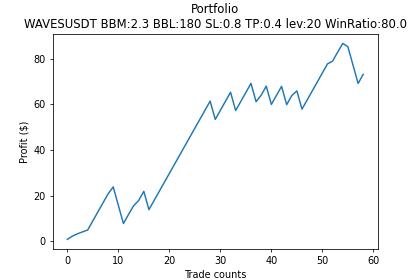 Portfolio
WAVESUSDT BBM:2.3 BBL:180 SL:0.8 TP:0.4 lev:20 WinRatio:80.0
80
60
40
20
0
Profit ($)
0 10 20 30 40 50 60
Trade counts